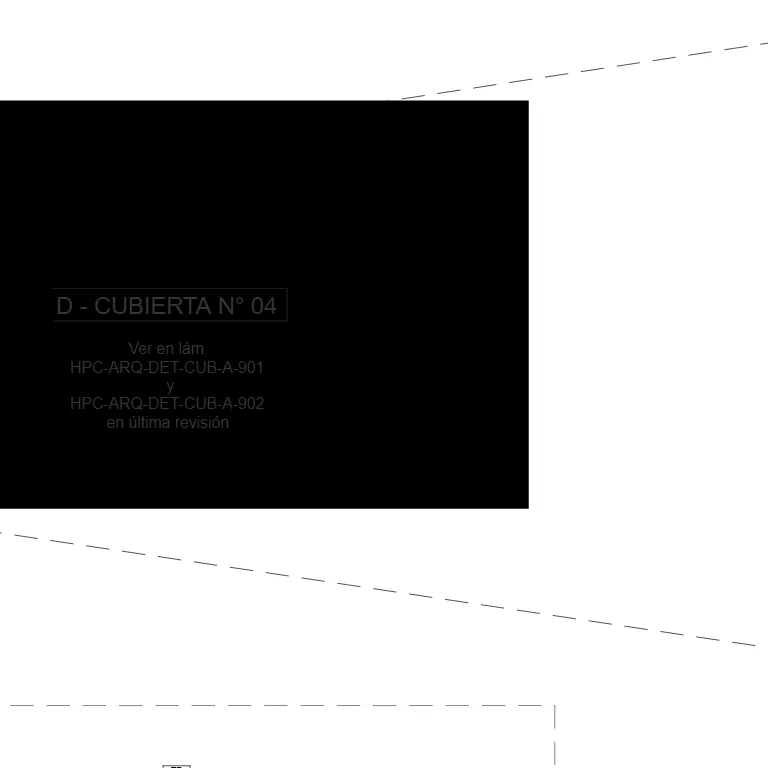 D - CUBIERTA N° 04
Ver en lám.
HPC-ARQ-DET-CUB-A-901
y
HPC-ARQ-DET-CUB-A-902
en última revisión